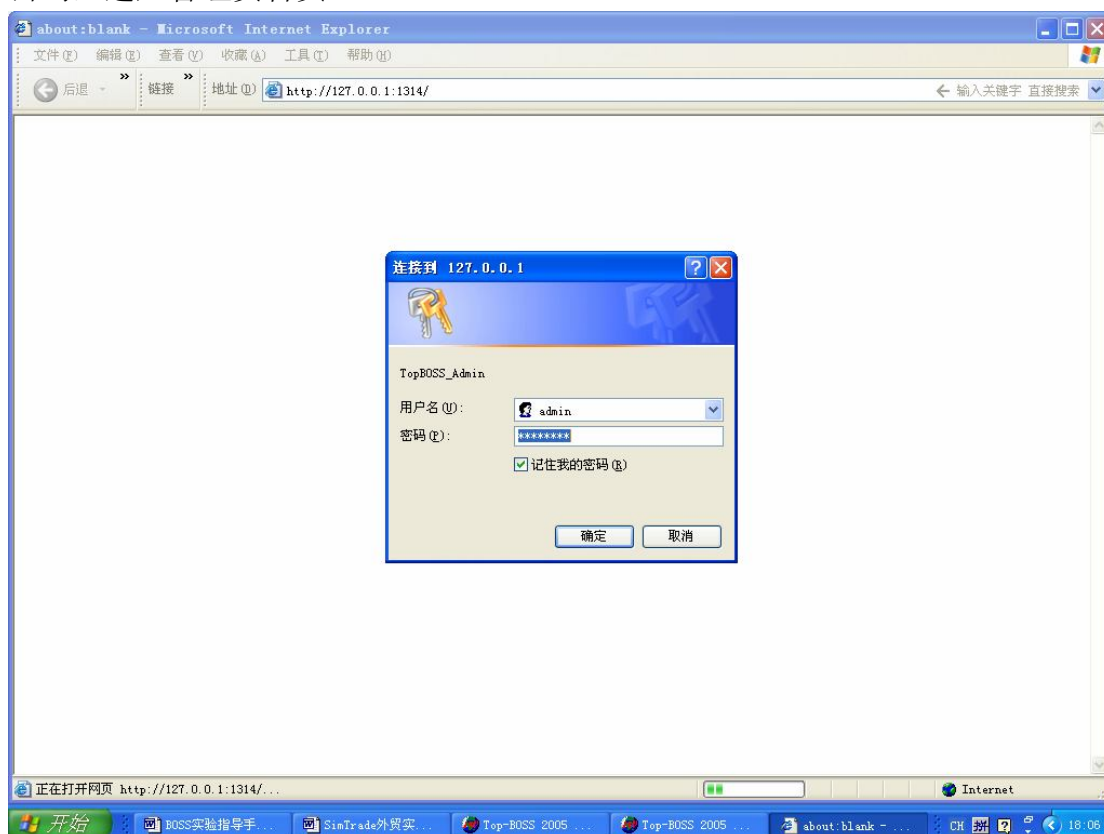 about:blank - Microsoft Internet Explorer
文件(F) 编辑(E) 查看(V) 收藏(A) 工具(T) 帮助(H)
后退 » 链接 » 地址(D) http://127.0.0.1:1314/ 输入关键字 直接搜索
连接到 127.0.0.1
TopBOSS_Admin
用户名(U): admin
密码(P): ********
记住我的密码(R)
确定 取消
正在打开网页 http://127.0.0.1:1314/... Internet
开始 BOSS实验指导手... SimTrade外贸实... Top-BOSS 2005 ... Top-BOSS 2005 ... about:blank - ... CH 拼 ? 18:06